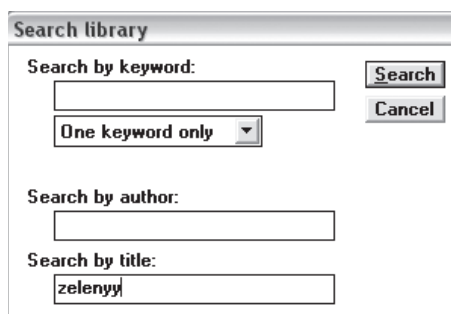 Search library
Search by keyword:
Search
One keyword only
Cancel
Search by author:
Search by title:
zelenyy